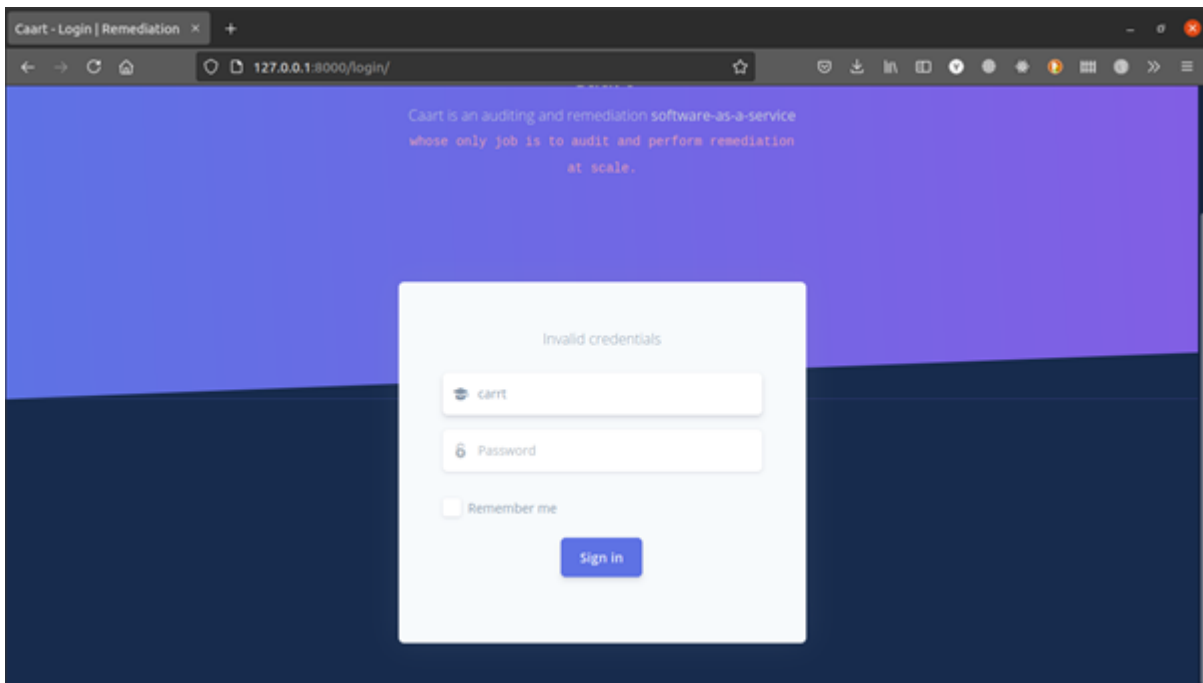 Caart - Login | Remediation
127.0.0.1:8000/login/
Caart is an auditing and remediation software-as-a-service
whose only job is to audit and perform remediation
at scale.
Invalid credentials
carrt
Password
Remember me
Sign in